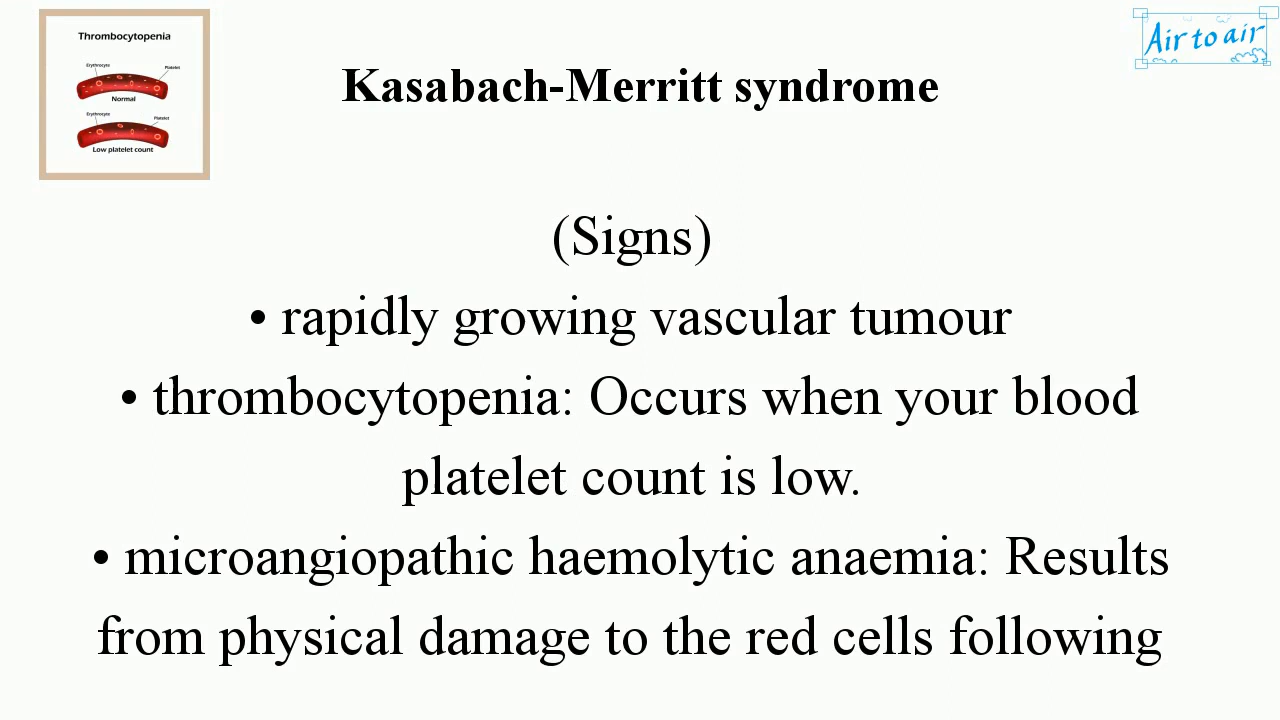 Thrombocytopenia
Erythrocyte
Platelet
Normal
Erythrocyte
Platelet
Low platelet count
Air to air
Kasabach-Merritt syndrome
(Signs)
• rapidly growing vascular tumour
• thrombocytopenia: Occurs when your blood
platelet count is low.
• microangiopathic haemolytic anaemia: Results
from physical damage to the red cells following